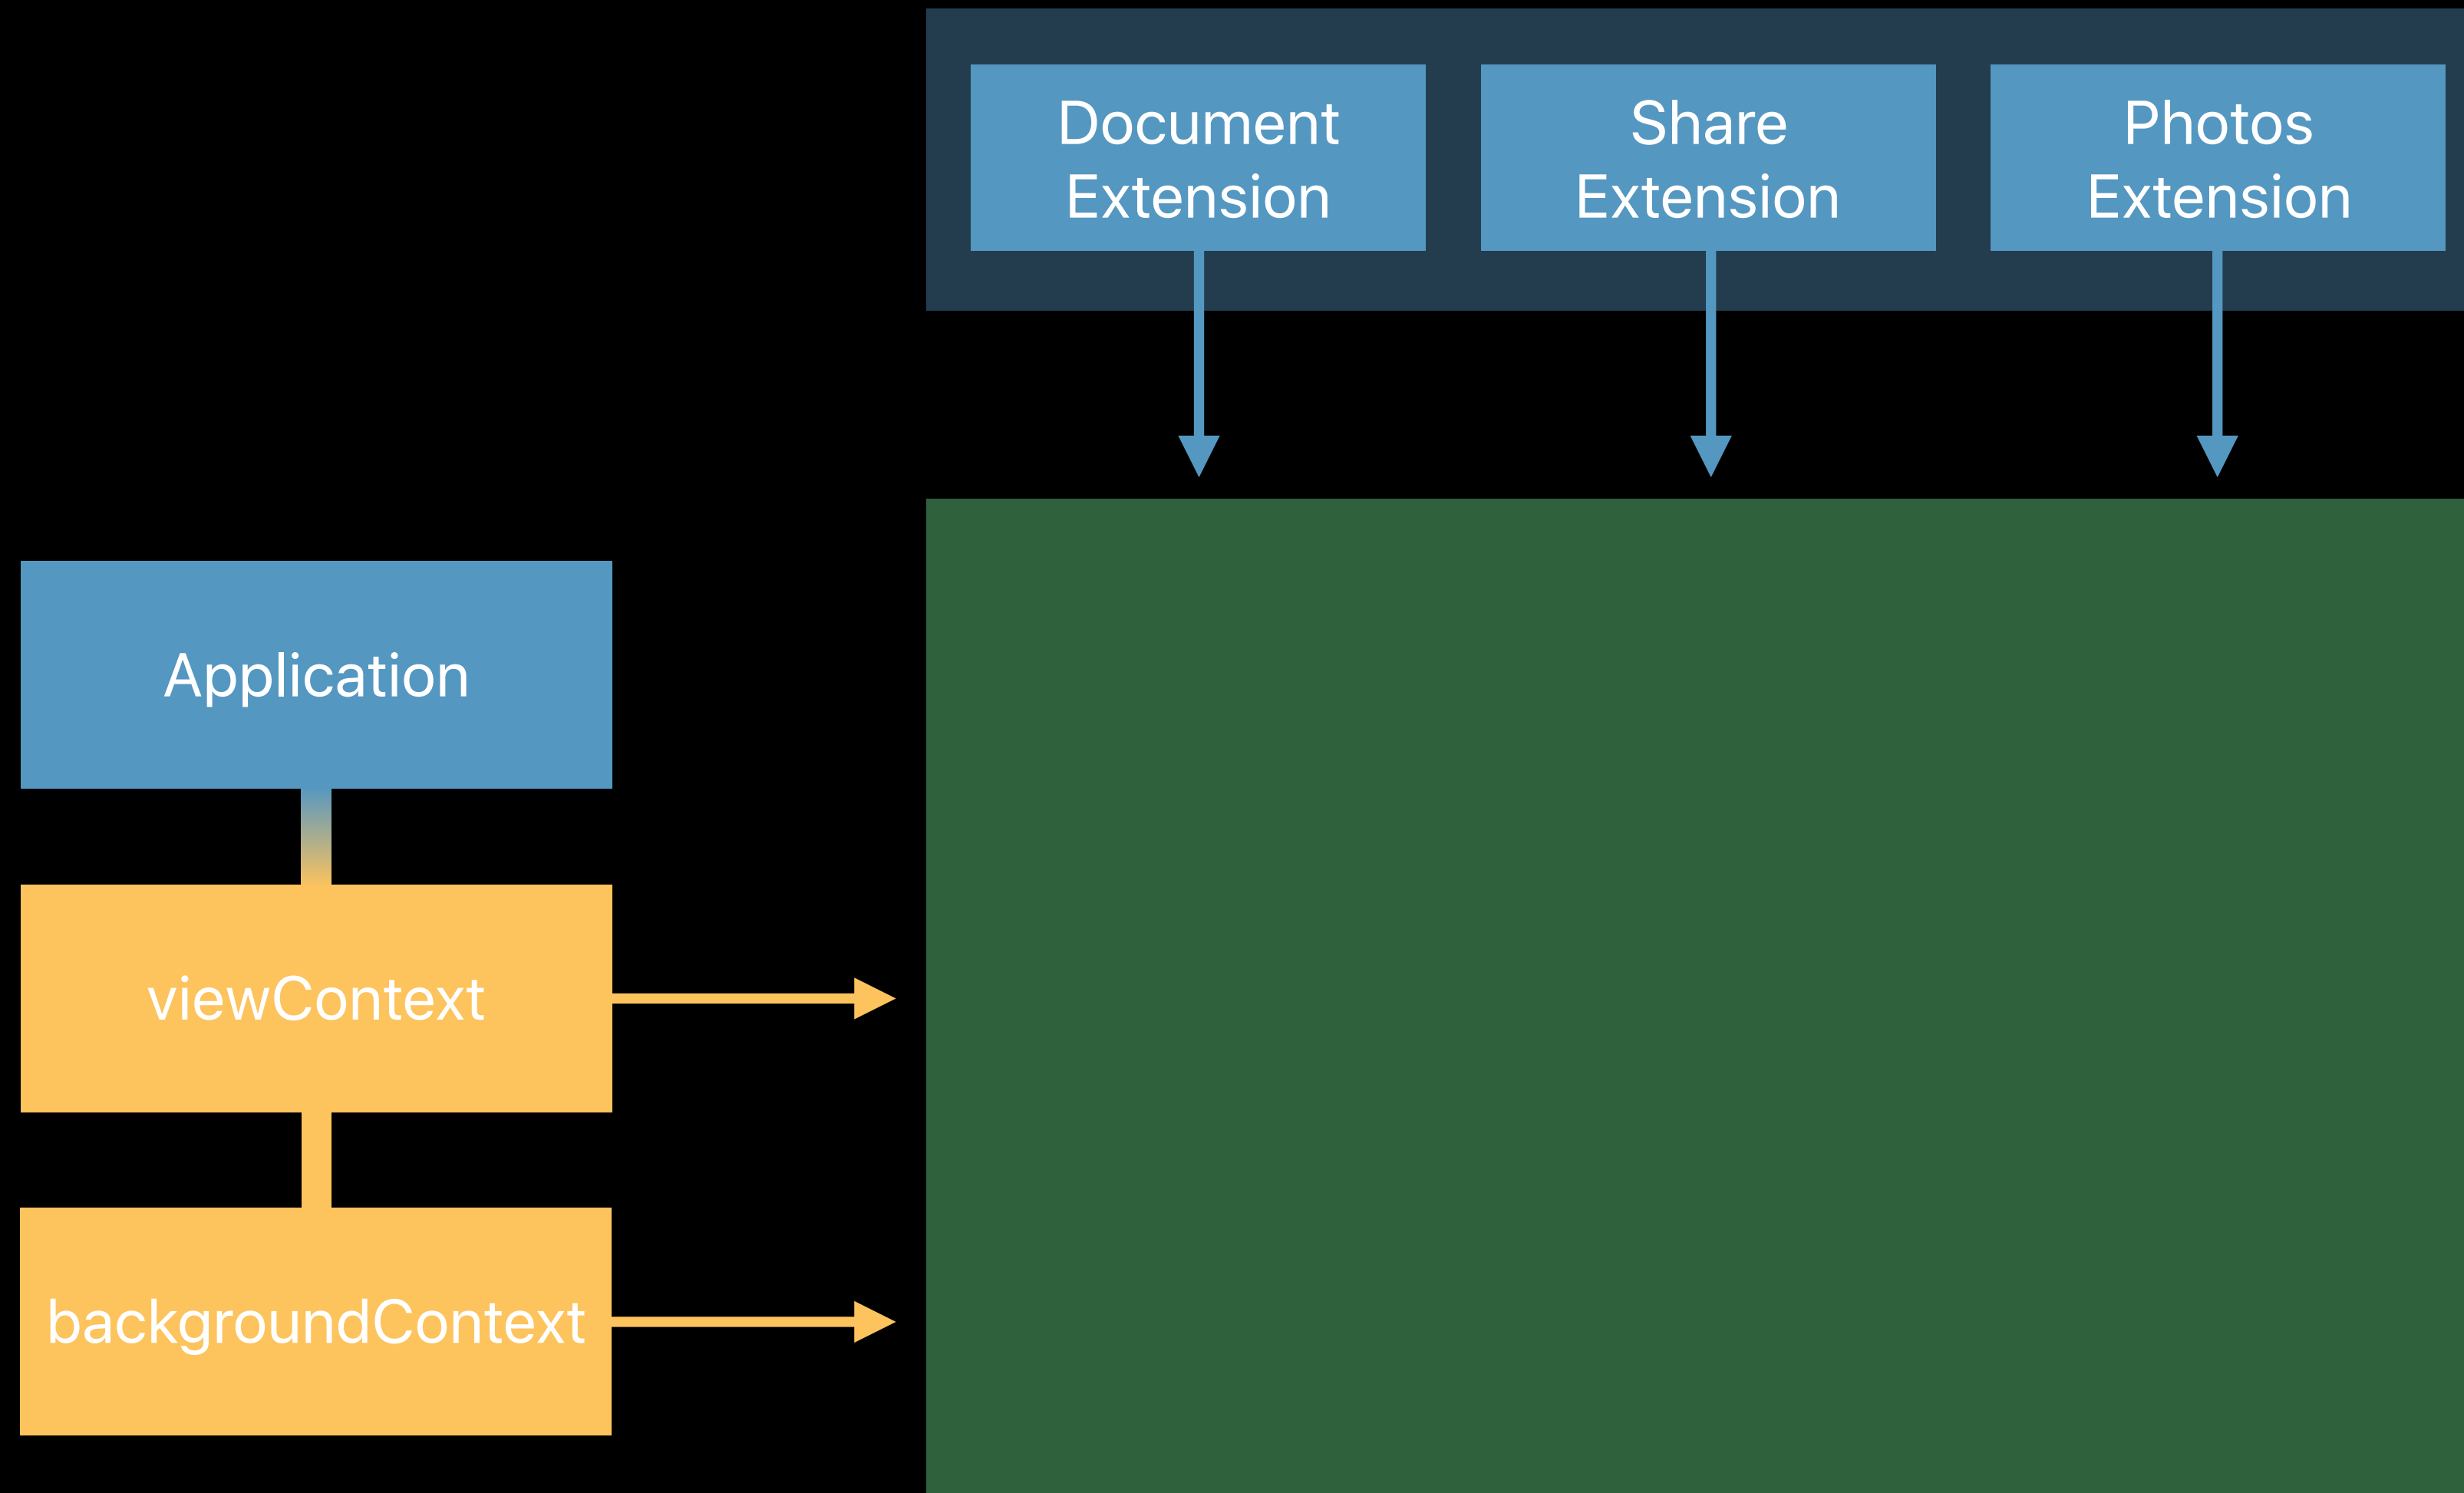 Document
Extension
Share
Extension
Photos
Extension
Application
viewContext
backgroundContext